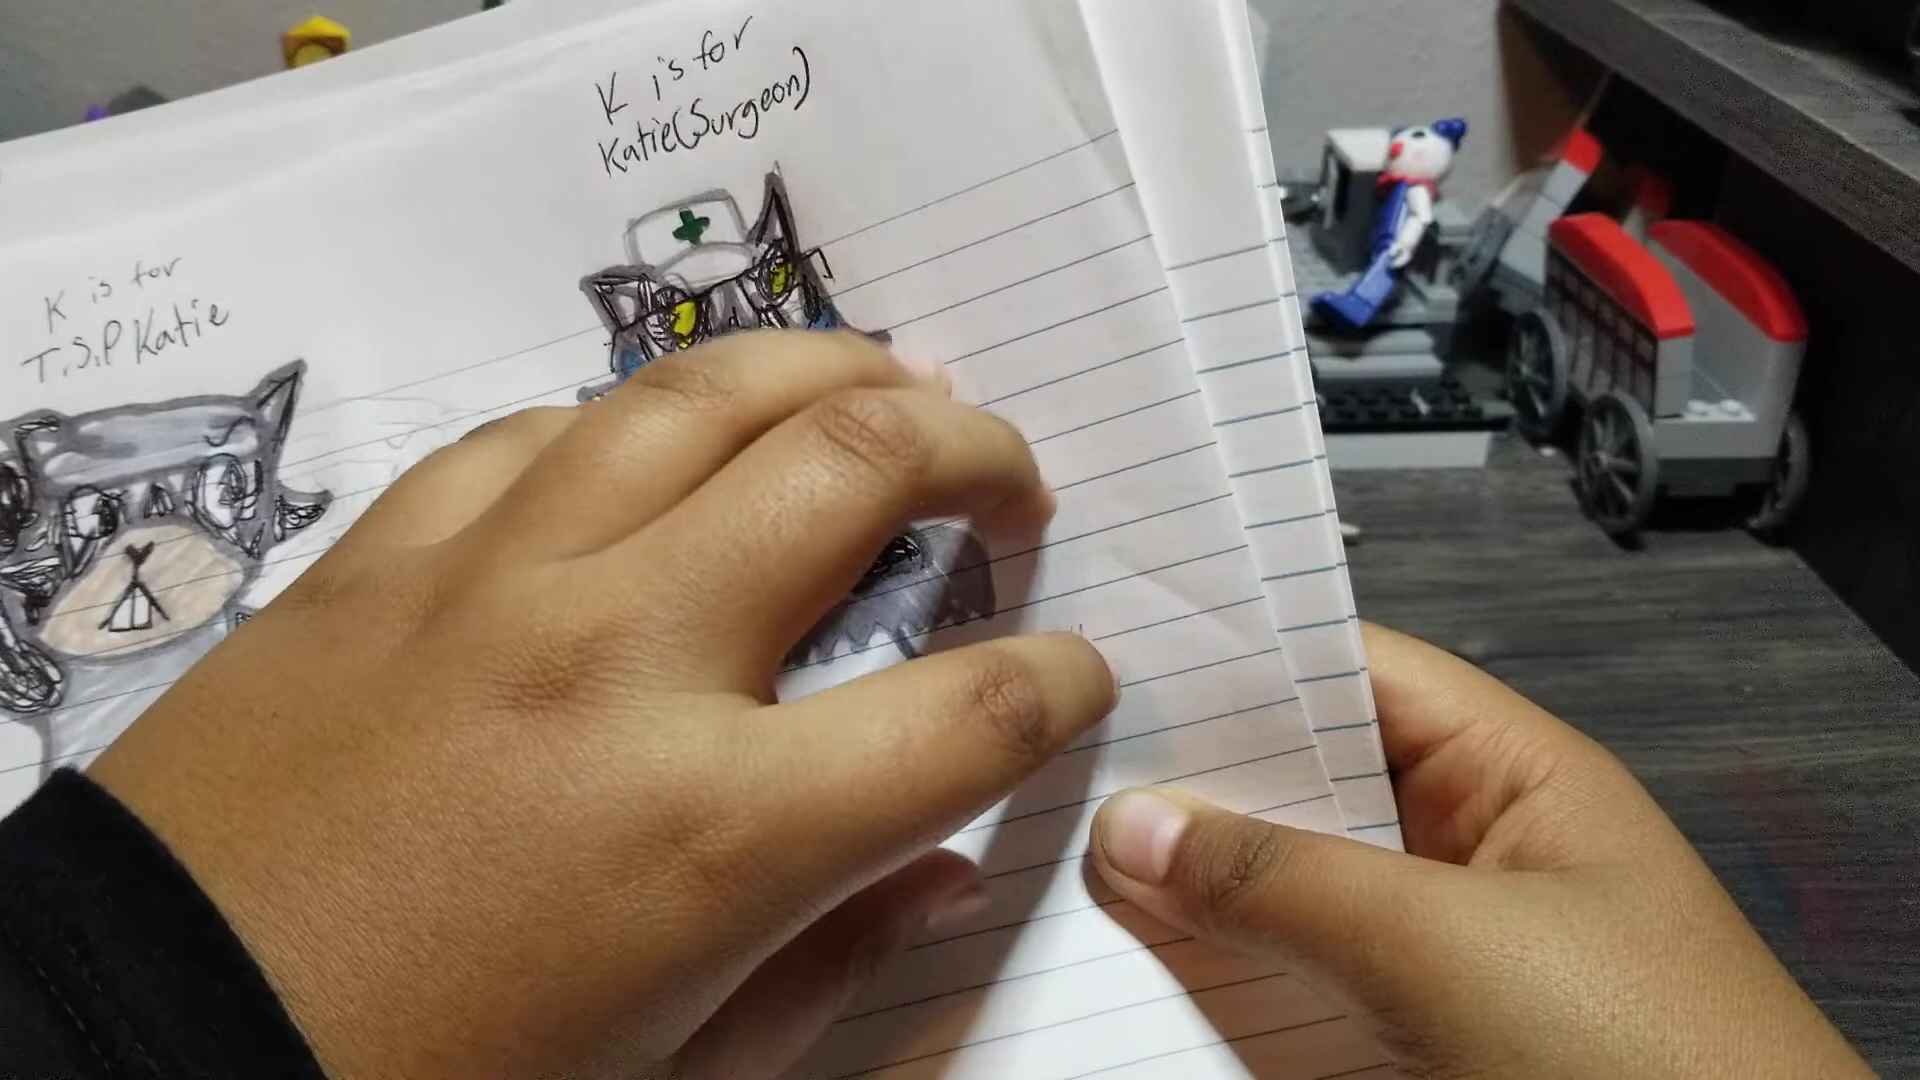 K is for
Katie(Surgeon)
K is for
T.S.P Katie